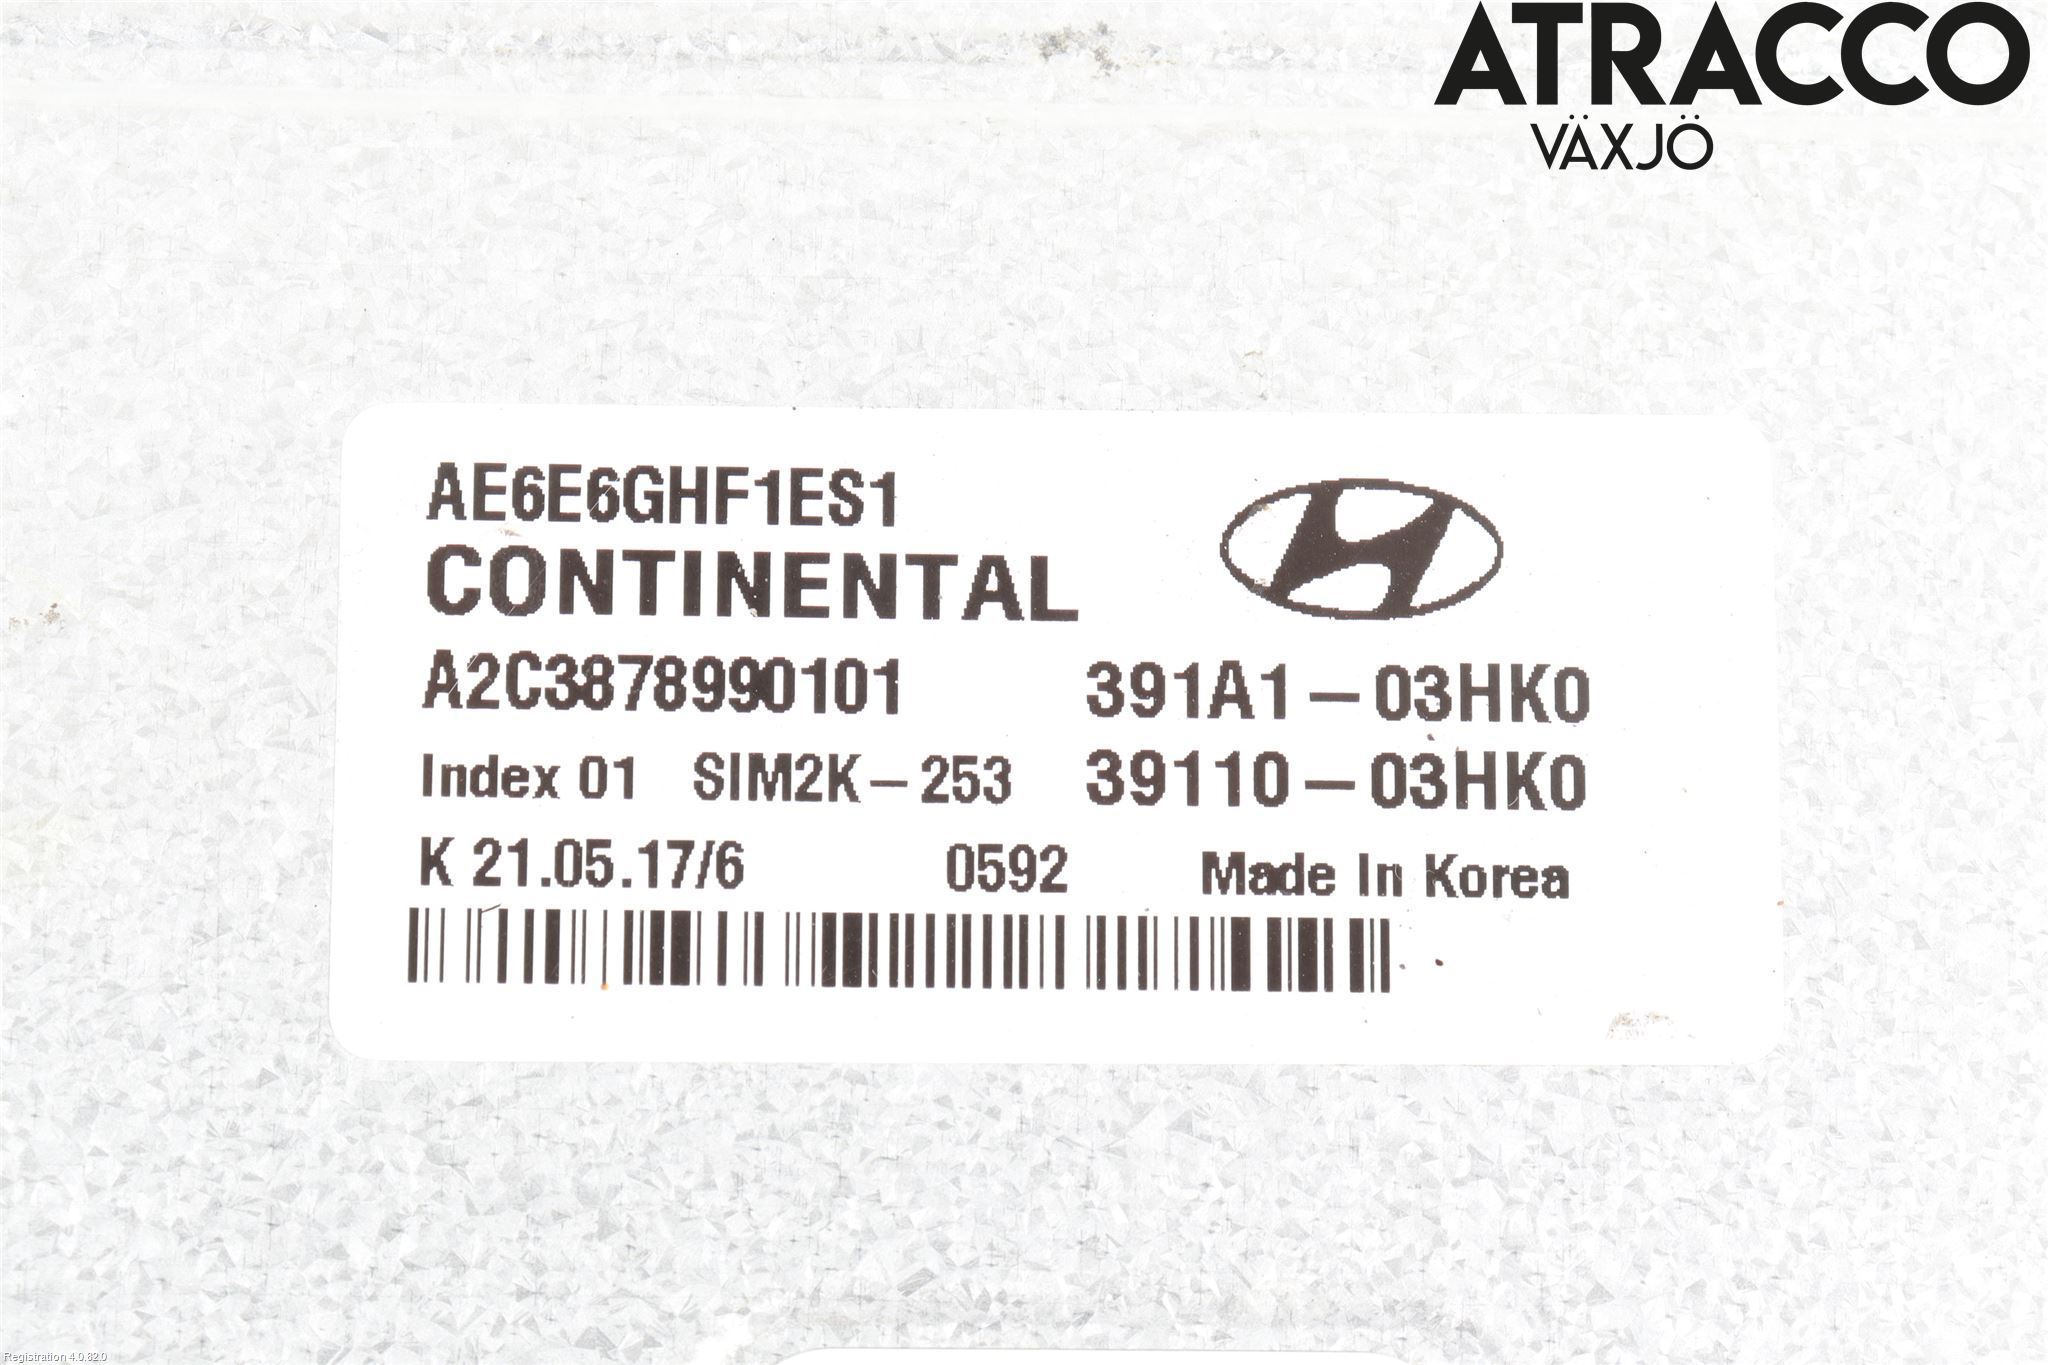 ATRACCO
VÄXJÖ
AE6E6GHF1ES1
CONTINENTAL
A2C3878990101 391A1-03HK0
Index 01 SIM2K-253 39110-03HK0
K 21.05.17/6 0592 Made In Korea
Registration 4.0.82.0